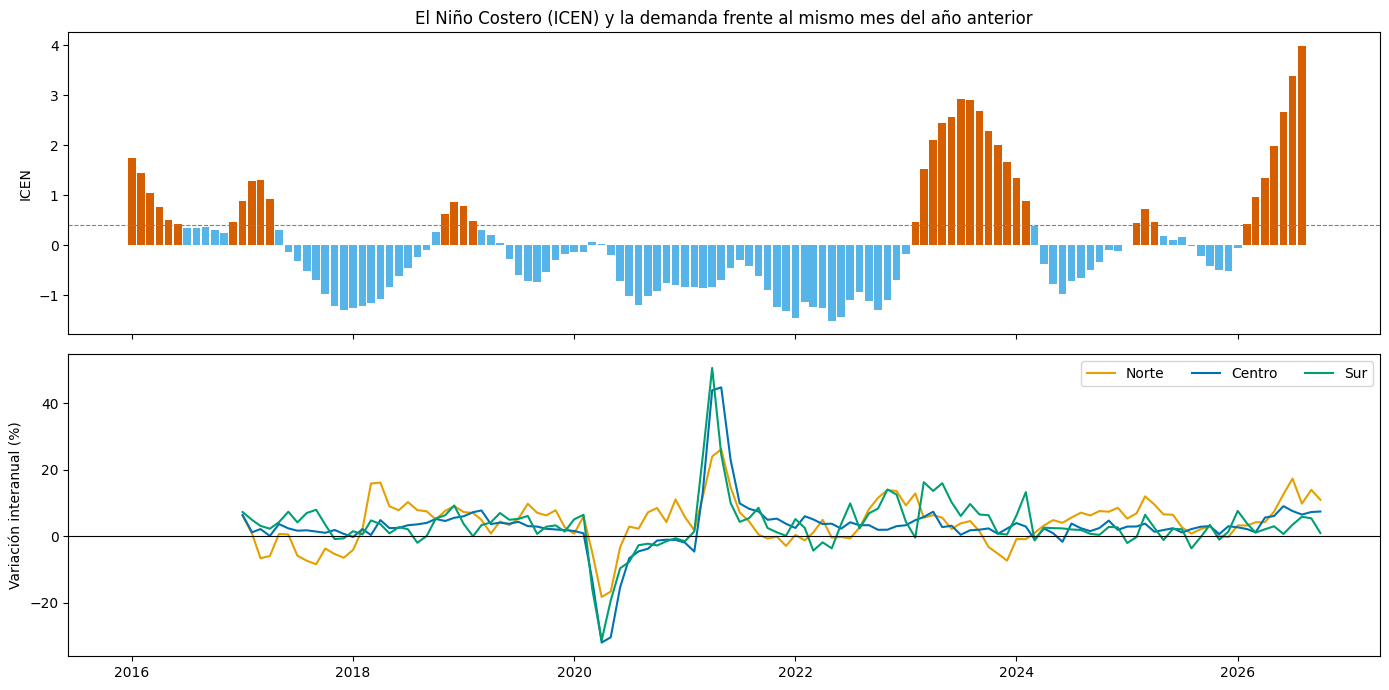 El Niño Costero (ICEN) y la demanda frente al mismo mes del año anterior
4
3
2
1
0
−1
ICEN
Norte
Centro
Sur
40
20
0
−20
Variación interanual (%)
2016
2018
2020
2022
2024
2026